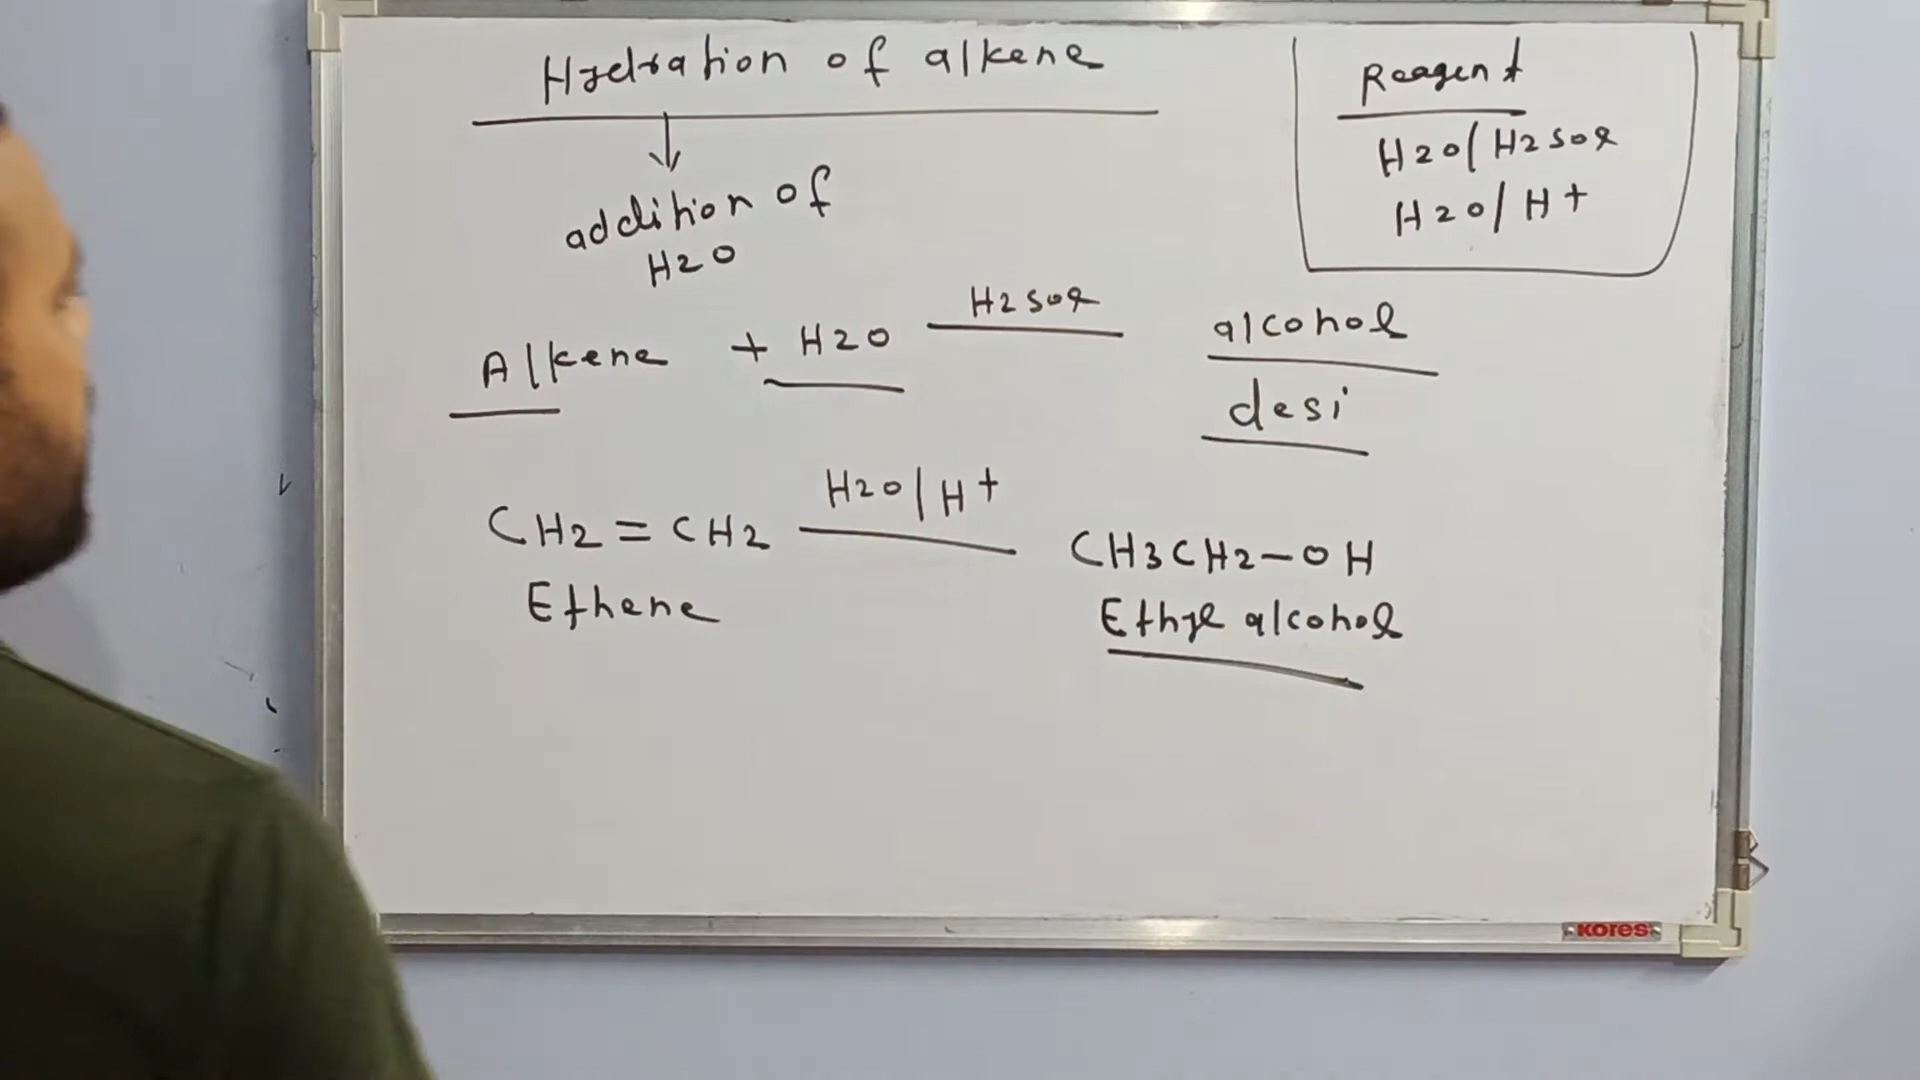 Hydration of alkene
addition of
H2O
Reagent
H2O/H2SO4
H2O/H+
Alkene + H2O H2SO4 alcohol
desi
CH2=CH2 H2O/H+ CH3CH2-OH
Ethene Ethyl alcohol
KORES